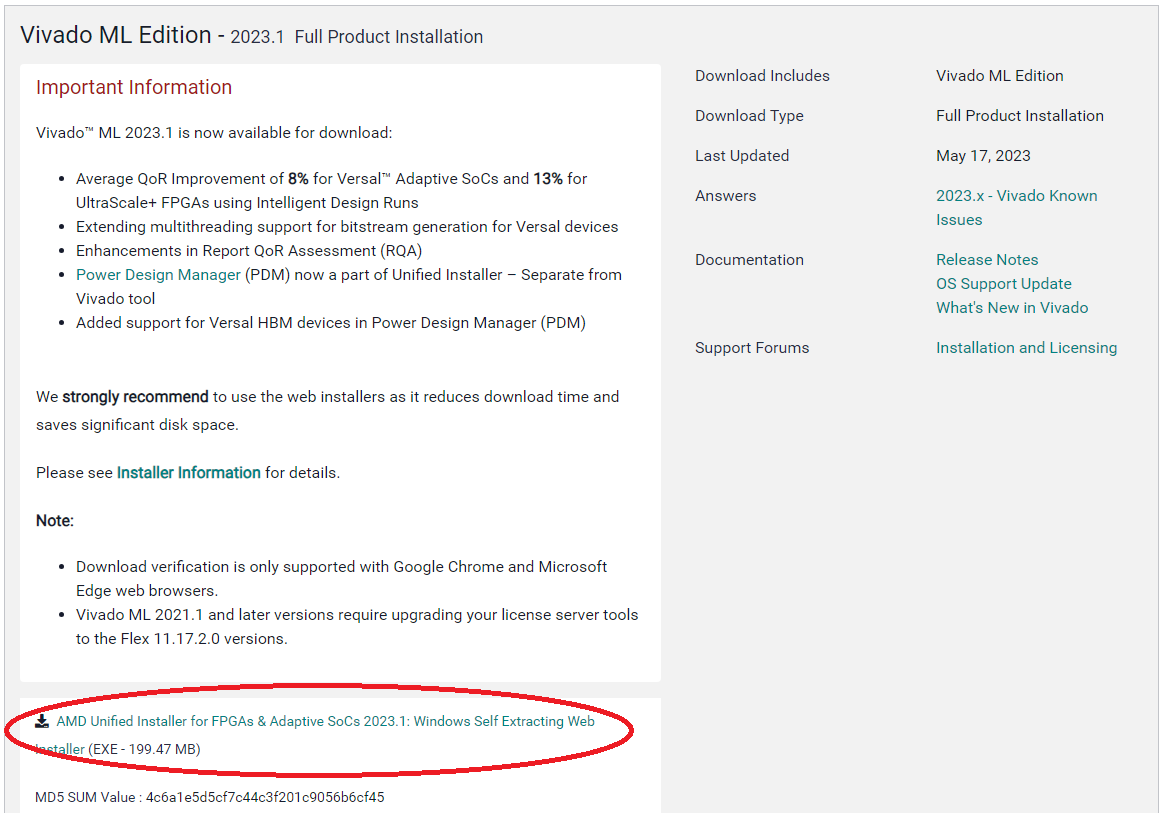 Vivado ML Edition - 2023.1 Full Product Installation
Important Information
Vivado™ ML 2023.1 is now available for download:
• Average QoR Improvement of 8% for Versal™ Adaptive SoCs and 13% for
UltraScale+ FPGAs using Intelligent Design Runs
• Extending multithreading support for bitstream generation for Versal devices
• Enhancements in Report QoR Assessment (RQA)
• Power Design Manager (PDM) now a part of Unified Installer – Separate from
Vivado tool
• Added support for Versal HBM devices in Power Design Manager (PDM)
We strongly recommend to use the web installers as it reduces download time and
saves significant disk space.
Please see Installer Information for details.
Note:
• Download verification is only supported with Google Chrome and Microsoft
Edge web browsers.
• Vivado ML 2021.1 and later versions require upgrading your license server tools
to the Flex 11.17.2.0 versions.
AMD Unified Installer for FPGAs & Adaptive SoCs 2023.1: Windows Self Extracting Web
Installer (EXE - 199.47 MB)
MD5 SUM Value : 4c6a1e5d5cf7c44c3f201c9056b6cf45
Download Includes Vivado ML Edition
Download Type Full Product Installation
Last Updated May 17, 2023
Answers 2023.x - Vivado Known
Issues
Documentation Release Notes
OS Support Update
What's New in Vivado
Support Forums Installation and Licensing